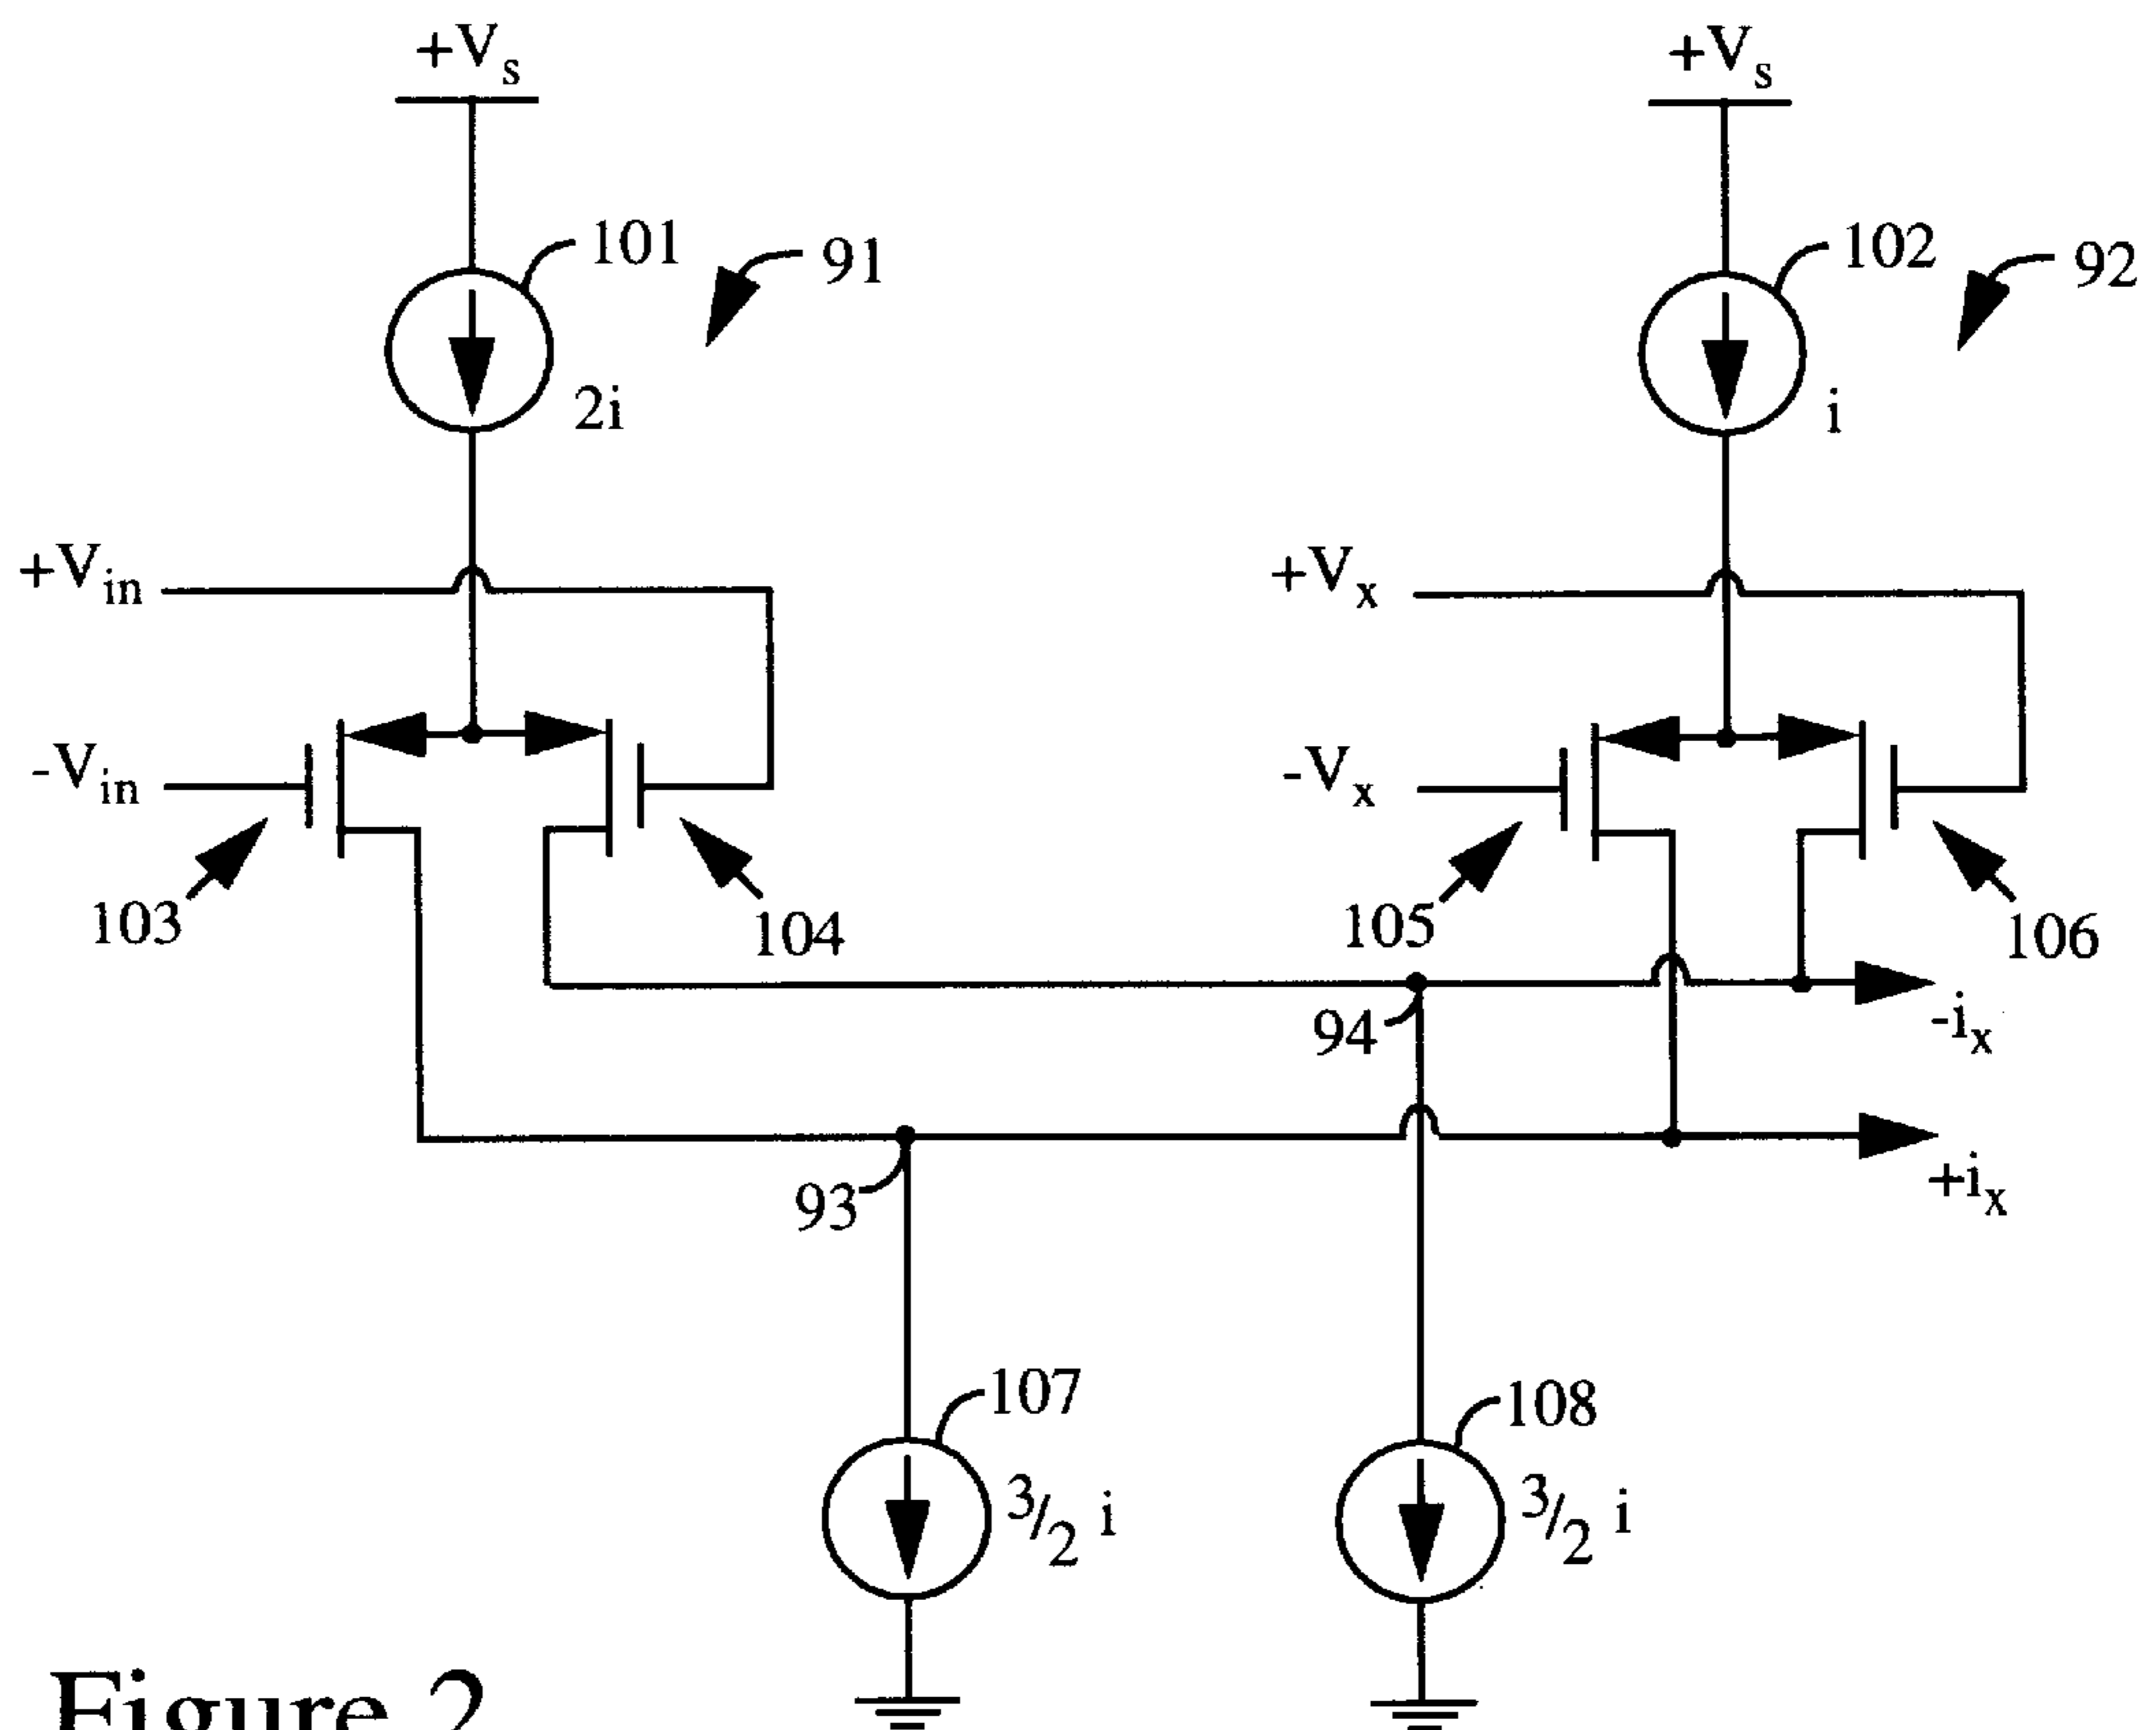 +Vs
+Vs
101
91
102
92
2i
i
+Vin
+Vx
-Vin
-Vx
103
104
105
106
94
-ix
93
+ix
107
108
3/2 i
3/2 i
Figure 2